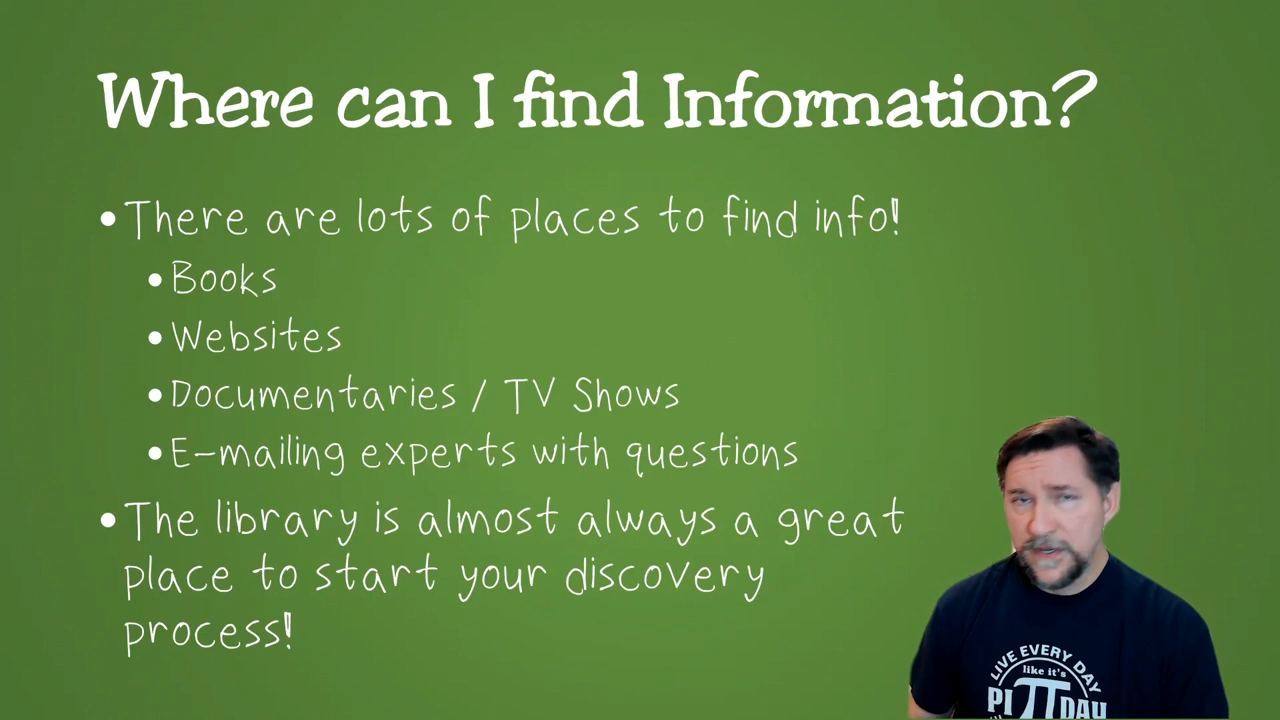 Where can I find Information?
• There are lots of places to find info!
• Books
• Websites
• Documentaries / TV Shows
• E-mailing experts with questions
• The library is almost always a great
place to start your discovery
process!
LIVE EVERY DAY
like it's
PI π DAY